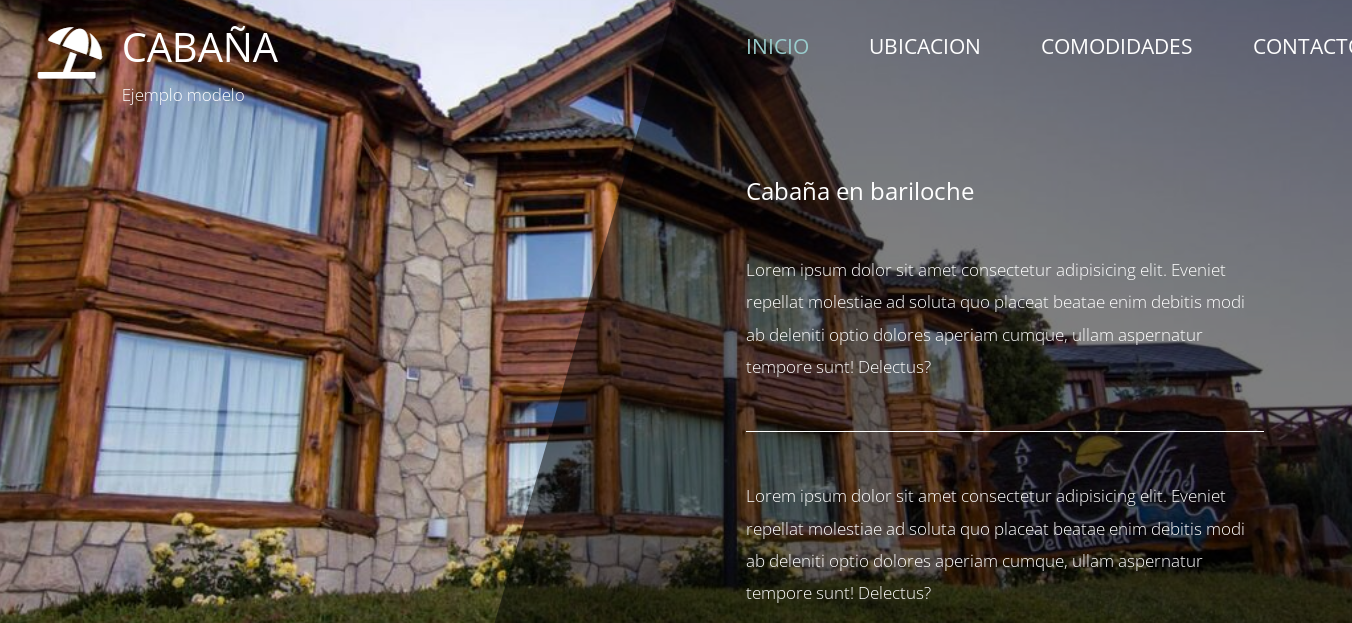 CABAÑA
Ejemplo modelo
INICIO UBICACION COMODIDADES CONTACTO
Cabaña en bariloche
Lorem ipsum dolor sit amet consectetur adipisicing elit. Eveniet
repellat molestiae ad soluta quo placeat beatae enim debitis modi
ab deleniti optio dolores aperiam cumque, ullam aspernatur
tempore sunt! Delectus?
Lorem ipsum dolor sit amet consectetur adipisicing elit. Eveniet
repellat molestiae ad soluta quo placeat beatae enim debitis modi
ab deleniti optio dolores aperiam cumque, ullam aspernatur
tempore sunt! Delectus?
Altos